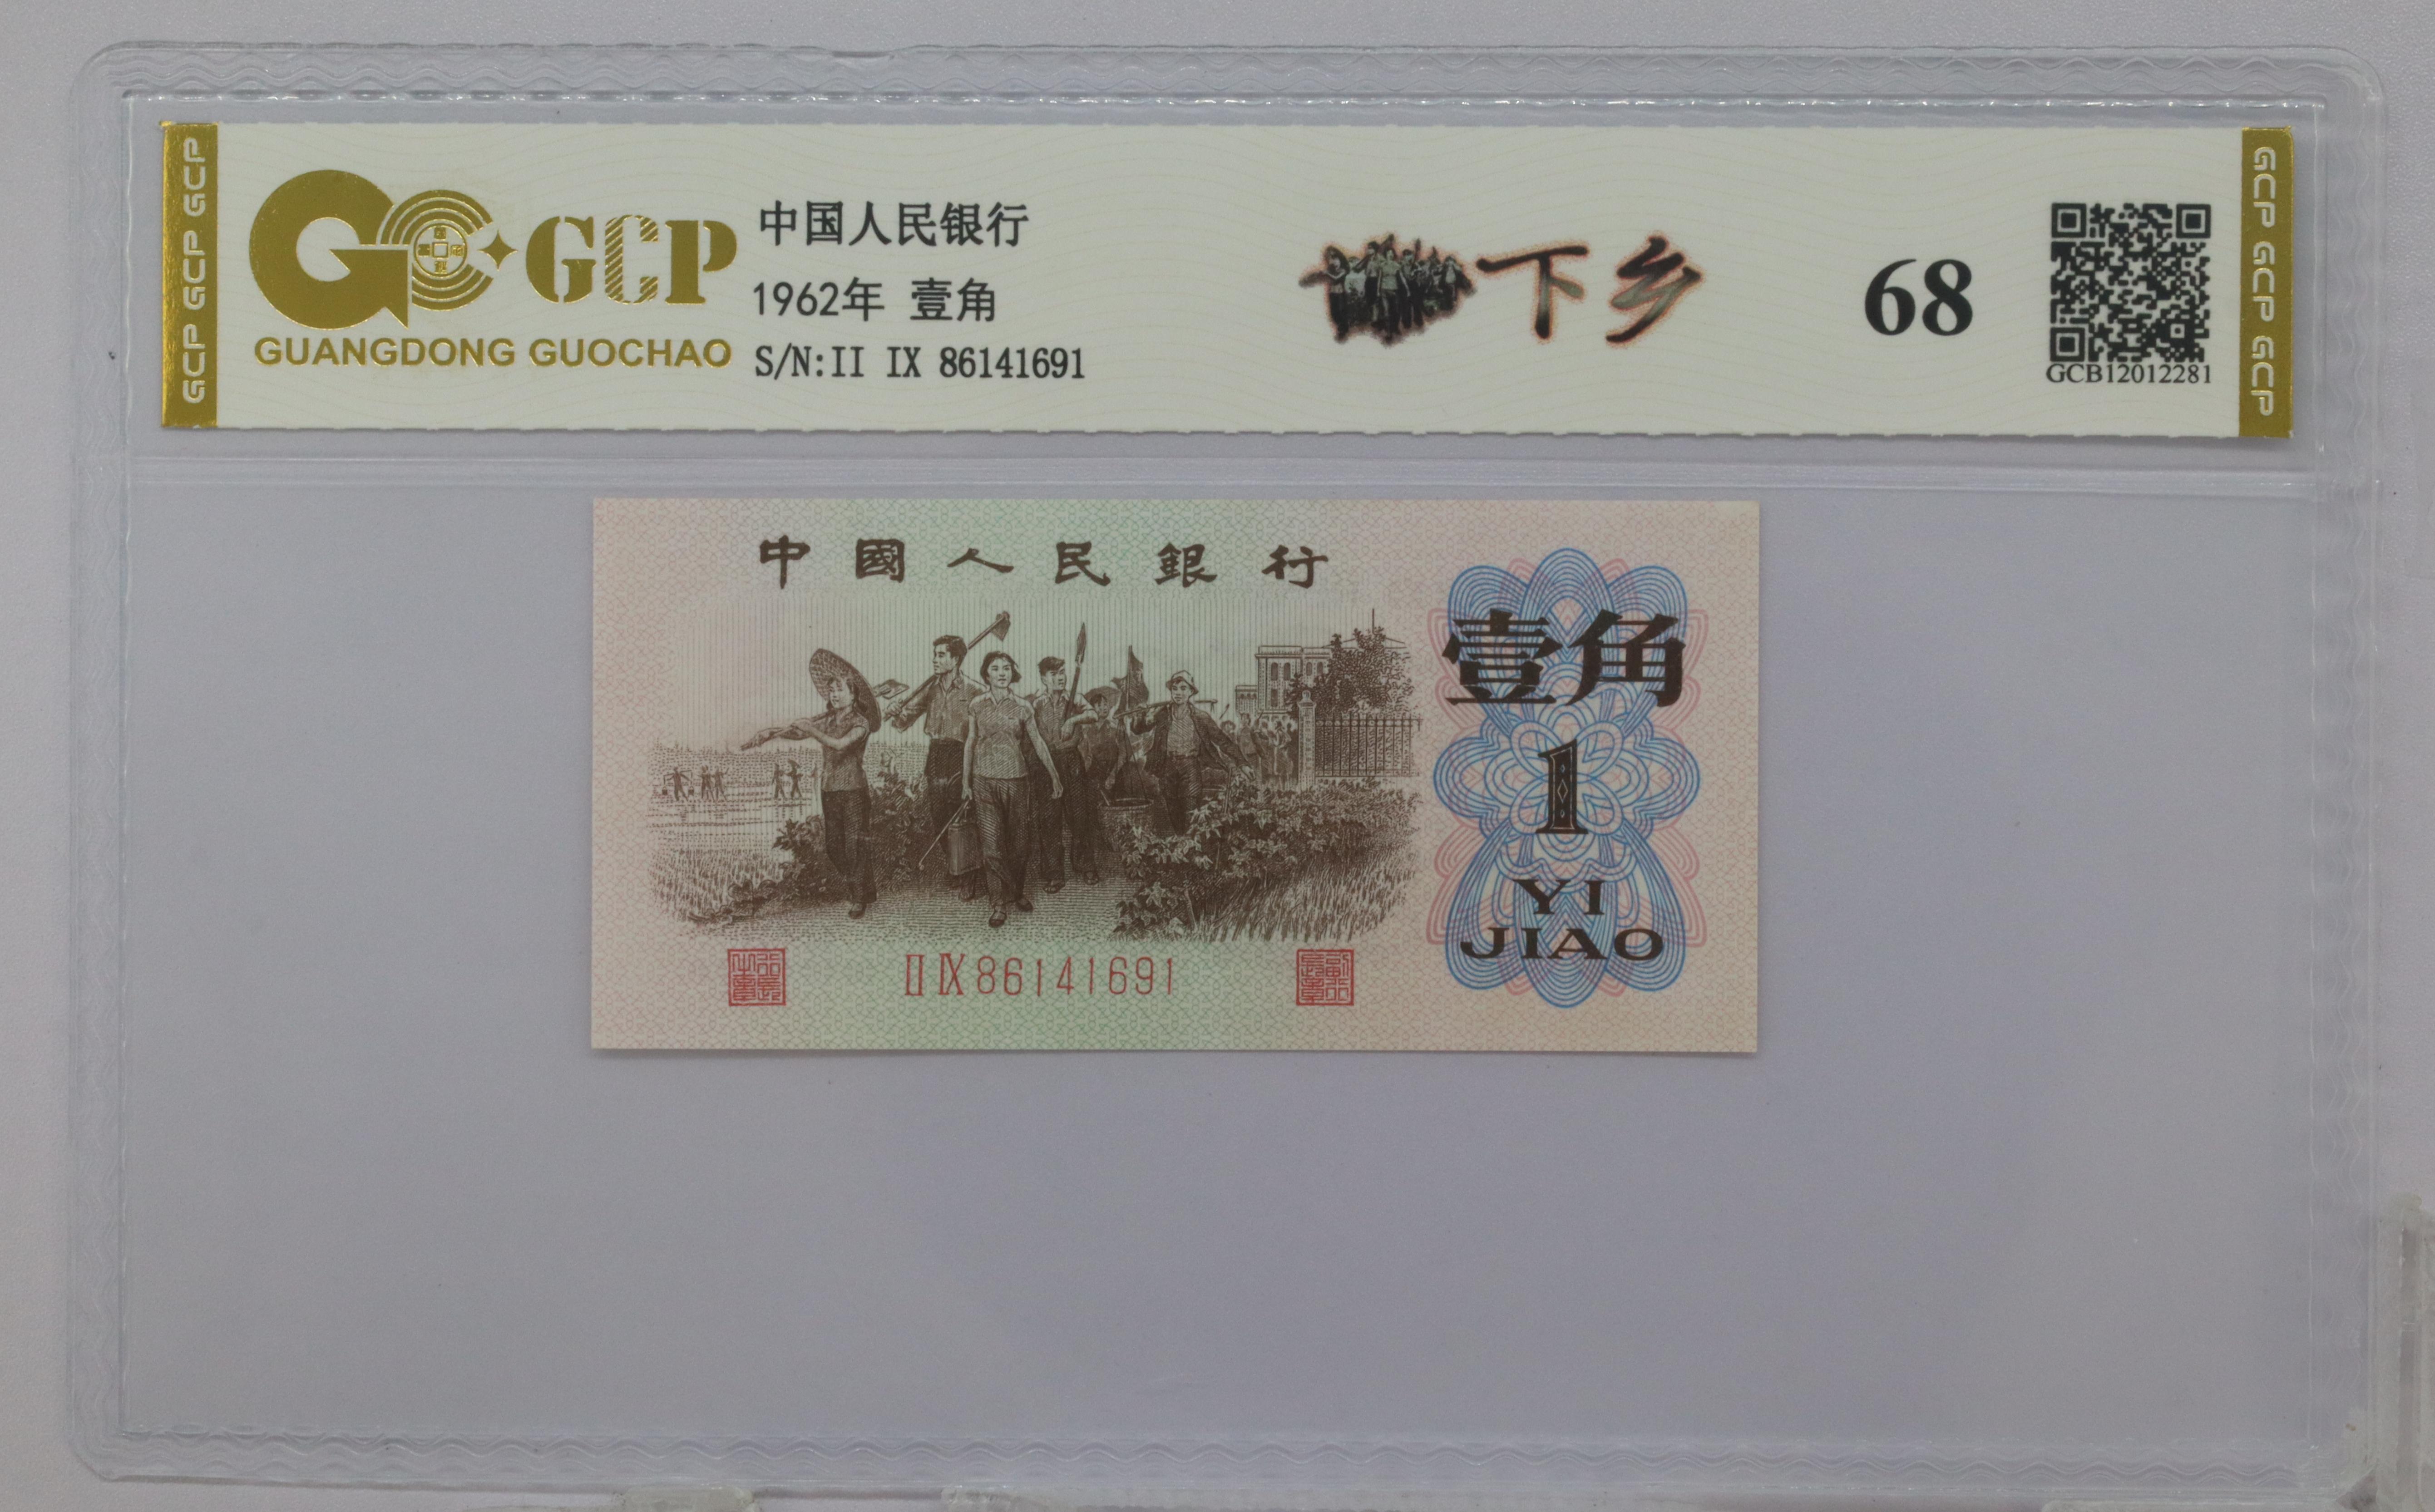 GCP GCP GCP
GCP
GUANGDONG GUOCHAO
中国人民银行
1962年 壹角
S/N:II IX 86141691
下乡
68
GCB12012281
GCP GCP GCP
中國人民銀行
壹角
1
YI
JIAO
II IX 86141691